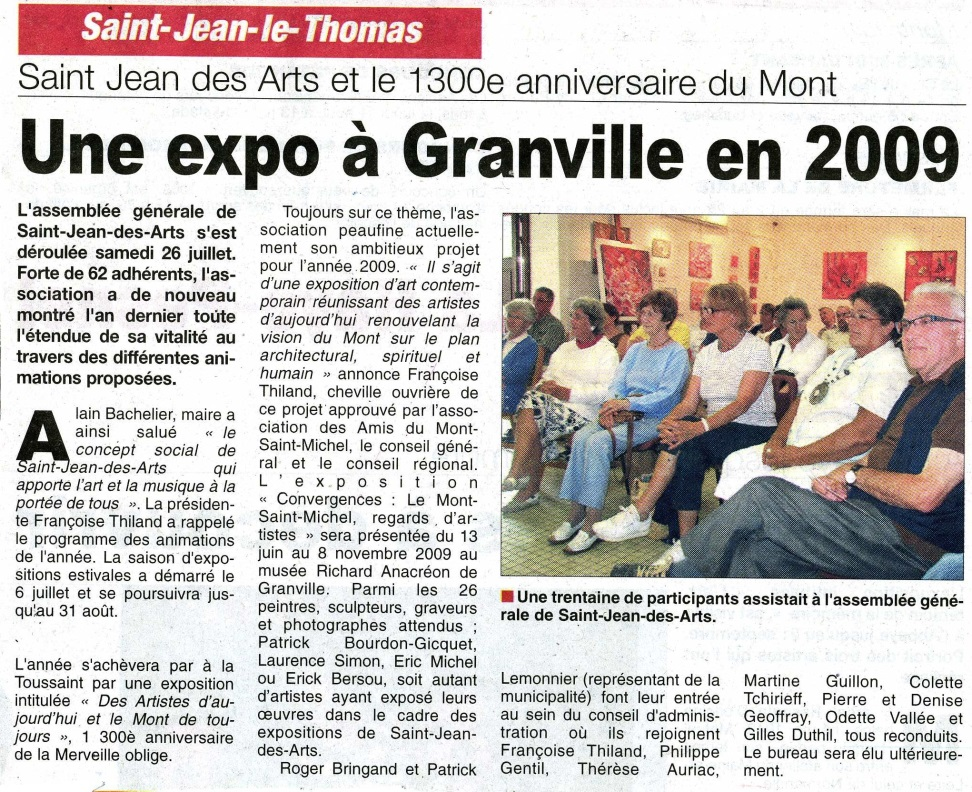 Saint-Jean-le-Thomas
Saint Jean des Arts et le 1300e anniversaire du Mont
Une expo à Granville en 2009
L'assemblée générale de
Saint-Jean-des-Arts s'est
déroulée samedi 26 juillet.
Forte de 62 adhérents, l'as-
sociation a de nouveau
montré l'an dernier toute
l'étendue de sa vitalité au
travers des différentes ani-
mations proposées.
Alain Bachelier, maire a
ainsi salué « le
concept social de
Saint-Jean-des-Arts qui
apporte l'art et la musique à la
portée de tous ». La présiden-
te Françoise Thiland a rappelé
le programme des animations
de l'année. La saison d'expo-
sitions estivales a démarré le
6 juillet et se poursuivra jus-
qu'au 31 août.
L'année s'achèvera par à la
Toussaint par une exposition
intitulée « Des Artistes d'au-
jourd'hui et le Mont de tou-
jours », 1 300è anniversaire
de la Merveille oblige.
Toujours sur ce thème, l'as-
sociation peaufine actuelle-
ment son ambitieux projet
pour l'année 2009. « Il s'agit
d'une exposition d'art contem-
porain réunissant des artistes
d'aujourd'hui renouvelant la
vision du Mont sur le plan
architectural, spirituel et
humain » annonce Françoise
Thiland, cheville ouvrière de
ce projet approuvé par l'asso-
ciation des Amis du Mont-
Saint-Michel, le conseil géné-
ral et le conseil régional.
L'exposition
« Convergences : Le Mont-
Saint-Michel, regards d'ar-
tistes » sera présentée du 13
juin au 8 novembre 2009 au
musée Richard Anacréon de
Granville. Parmi les 26
peintres, sculpteurs, graveurs
et photographes attendus ;
Patrick Bourdon-Gicquet,
Laurence Simon, Eric Michel
ou Erick Bersou, soit autant
d'artistes ayant exposé leurs
œuvres dans le cadre des
expositions de Saint-Jean-
des-Arts.
Roger Bringand et Patrick
Une trentaine de participants assistait à l'assemblée géné-
rale de Saint-Jean-des-Arts.
Lemonnier (représentant de la
municipalité) font leur entrée
au sein du conseil d'adminis-
tration où ils rejoignent
Françoise Thiland, Philippe
Gentil, Thérèse Auriac,
Martine Guillon, Colette
Tchirieff, Pierre et Denise
Geoffray, Odette Vallée et
Gilles Duthil, tous reconduits.
Le bureau sera élu ultérieure-
ment.